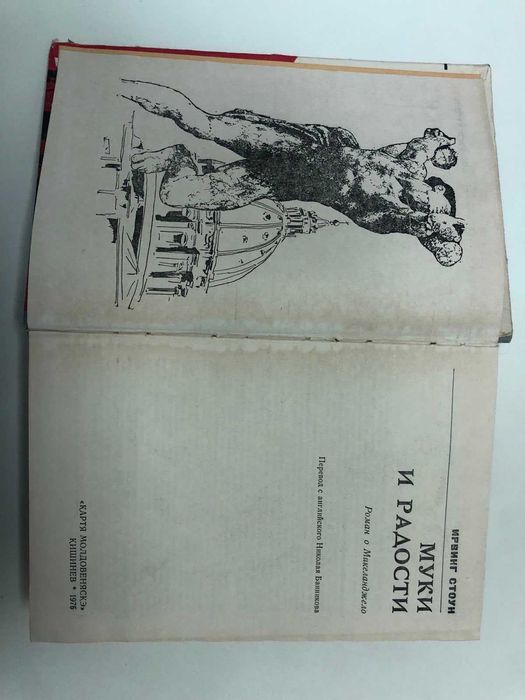 ИРВИНГ СТОУН
МУКИ
И РАДОСТИ
Роман о Микеланджело
Перевод с английского Николая Банникова
«КАРТЯ МОЛДОВЕНЯСКЭ»
КИШИНЕВ * 1976